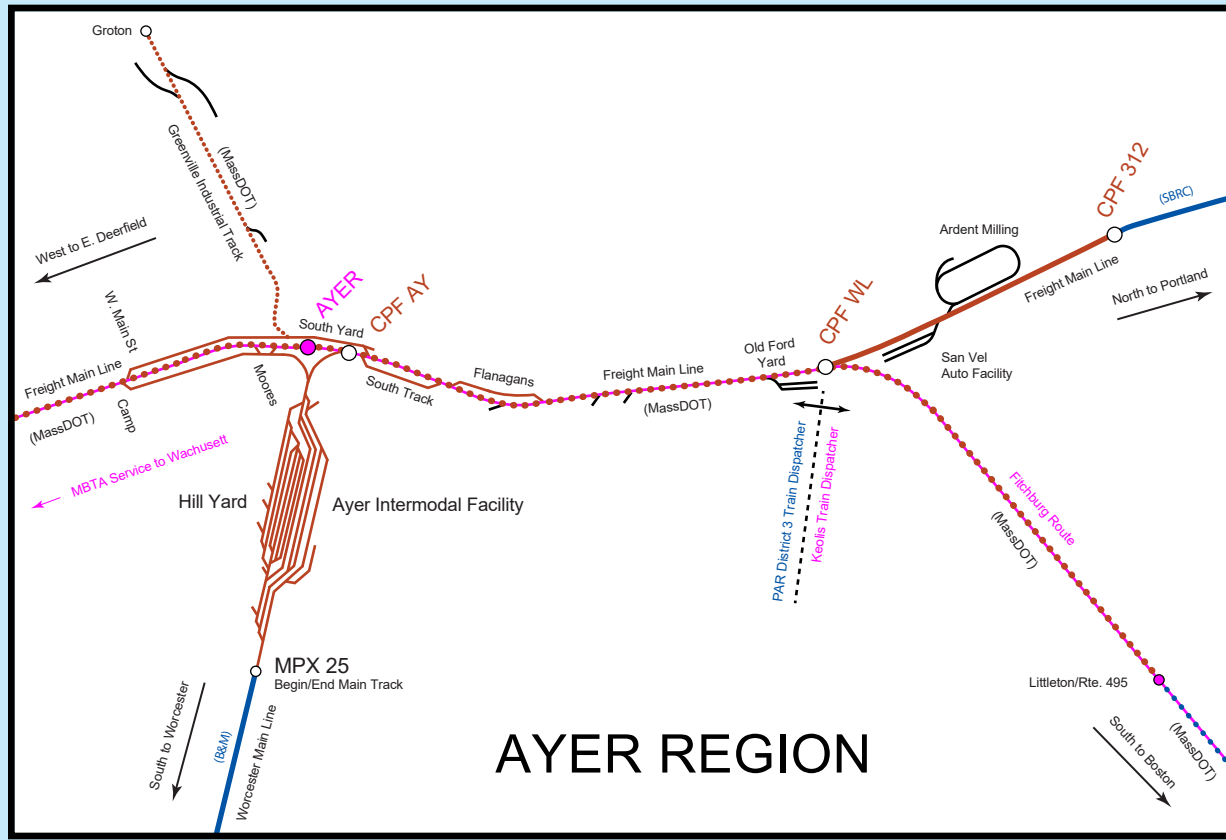 Groton
(MassDOT)
Greenville Industrial Track
West to E. Deerfield
W. Main St
AYER
South Yard
CPF AY
Freight Main Line
(MassDOT)
Camp
Moores
South Track
Flanagans
Freight Main Line
(MassDOT)
Old Ford
Yard
CPF WL
Ardent Milling
CPF 312
(SBRC)
Freight Main Line
North to Portland
San Vel
Auto Facility
MBTA Service to Wachusett
Hill Yard
Ayer Intermodal Facility
PAR District 3 Train Dispatcher
Keolis Train Dispatcher
Fitchburg Route
(MassDOT)
MPX 25
Begin/End Main Track
South to Worcester
(B&M)
Worcester Main Line
Littleton/Rte. 495
South to Boston
(MassDOT)
AYER REGION